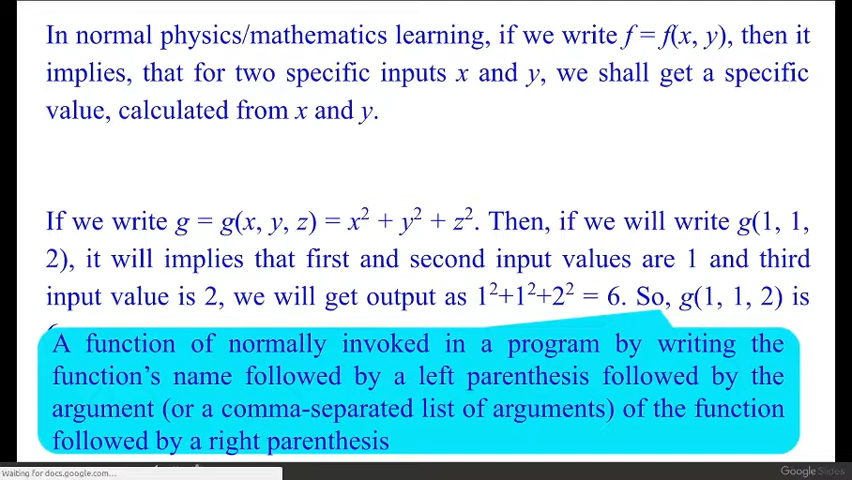 In normal physics/mathematics learning, if we write f = f(x, y), then it
implies, that for two specific inputs x and y, we shall get a specific
value, calculated from x and y.
If we write g = g(x, y, z) = x² + y² + z². Then, if we will write g(1, 1,
2), it will implies that first and second input values are 1 and third
input value is 2, we will get output as 1²+1²+2² = 6. So, g(1, 1, 2) is
A function of normally invoked in a program by writing the
function's name followed by a left parenthesis followed by the
argument (or a comma-separated list of arguments) of the function
followed by a right parenthesis
Waiting for docs.google.com...
Google Slides